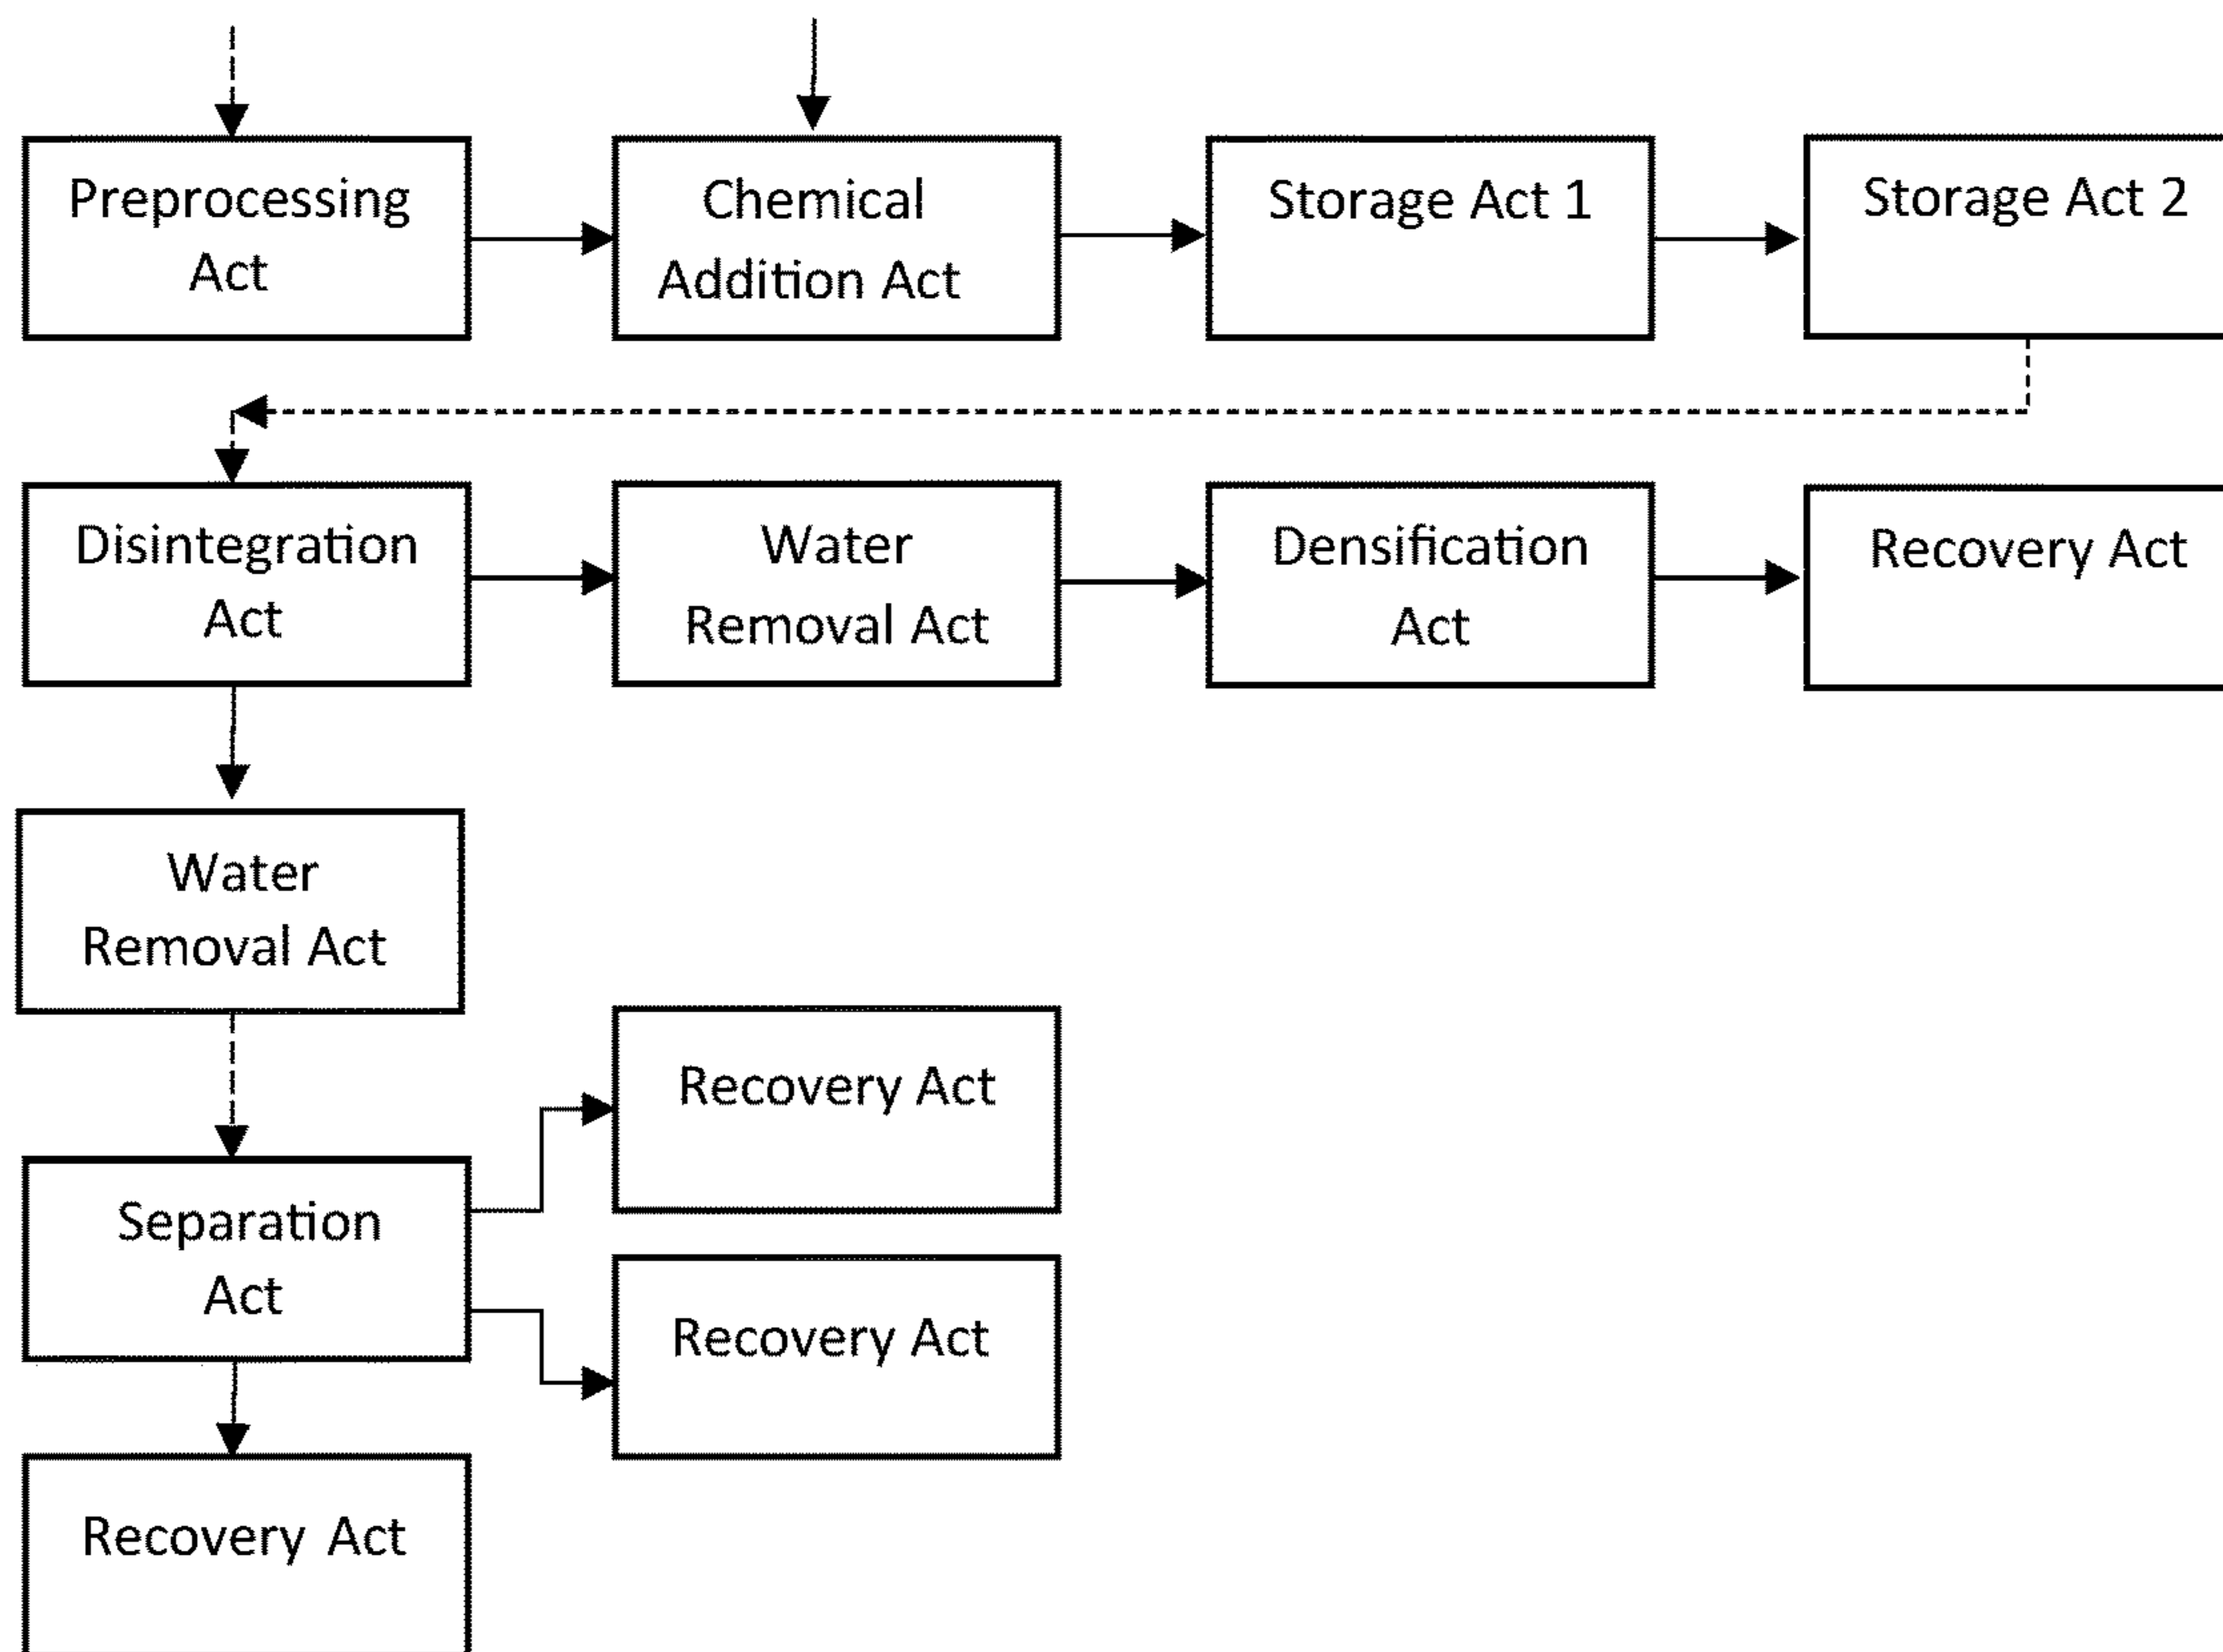 Preprocessing
Act
Chemical
Addition Act
Storage Act 1
Storage Act 2
Disintegration
Act
Water
Removal Act
Densification
Act
Recovery Act
Water
Removal Act
Recovery Act
Separation
Act
Recovery Act
Recovery Act